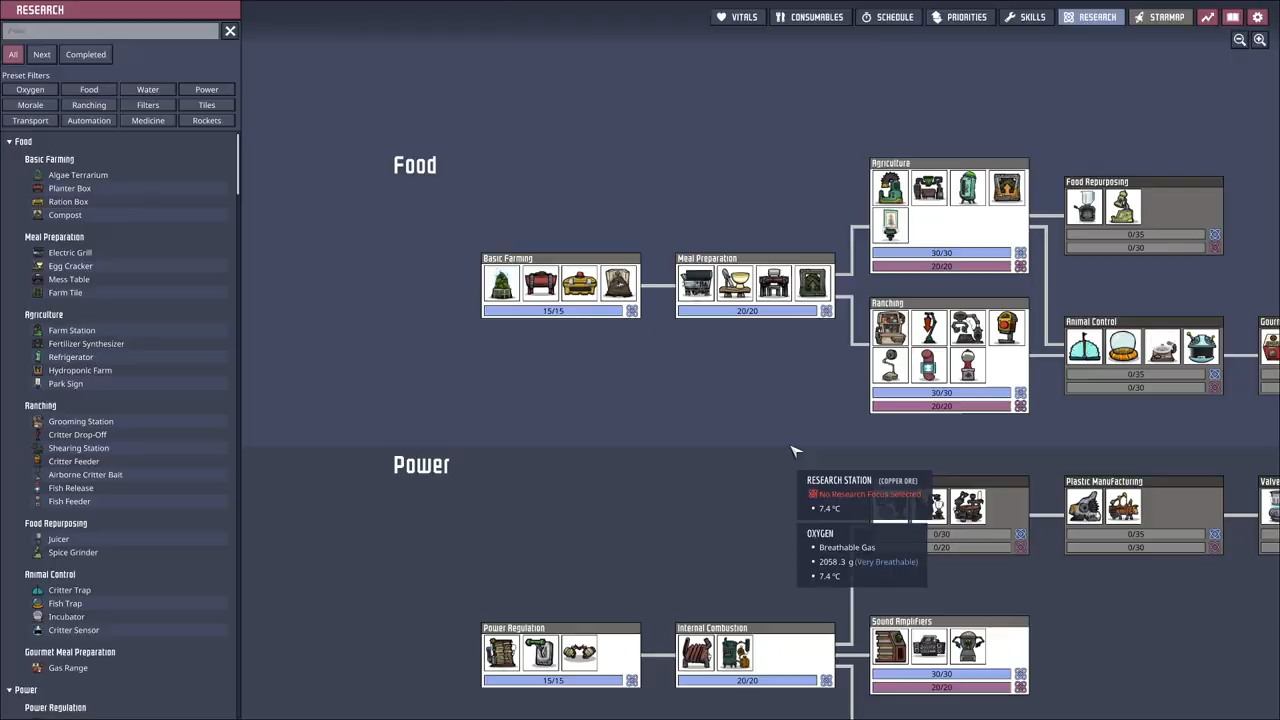 RESEARCH
All
Next
Completed
Preset Filters
Oxygen
Food
Water
Power
Morale
Ranching
Filters
Tiles
Transport
Automation
Medicine
Rockets
Food
Basic Farming
Algae Terrarium
Planter Box
Ration Box
Compost
Meal Preparation
Electric Grill
Egg Cracker
Mess Table
Farm Tile
Agriculture
Farm Station
Fertilizer Synthesizer
Refrigerator
Hydroponic Farm
Park Sign
Ranching
Grooming Station
Critter Drop-Off
Shearing Station
Critter Feeder
Airborne Critter Bait
Fish Release
Fish Feeder
Food Repurposing
Juicer
Spice Grinder
Animal Control
Critter Trap
Fish Trap
Incubator
Critter Sensor
Gourmet Meal Preparation
Gas Range
Power
Power Regulation
VITALS
CONSUMABLES
SCHEDULE
PRIORITIES
SKILLS
RESEARCH
STARMAP
Food
Basic Farming
15/15
Meal Preparation
20/20
Agriculture
30/30
20/20
Food Repurposing
0/35
0/30
Ranching
30/30
20/20
Animal Control
0/35
0/30
Power
RESEARCH STATION (COPPER ORE)
No Research Focus Selected
• 7.4 °C
OXYGEN
• Breathable Gas
• 2058.3 g (Very Breathable)
• 7.4 °C
0/30
0/20
Plastic Manufacturing
0/35
0/30
Power Regulation
15/15
Internal Combustion
20/20
Sound Amplifiers
30/30
20/20